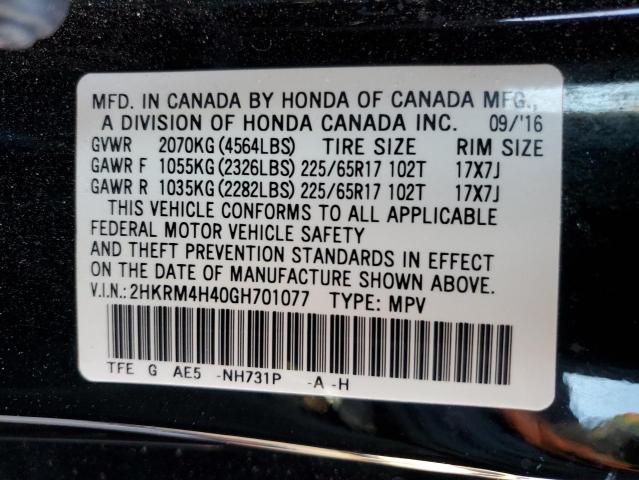 MFD. IN CANADA BY HONDA OF CANADA MFG.,
A DIVISION OF HONDA CANADA INC. 09/'16
GVWR 2070KG(4564LBS) TIRE SIZE RIM SIZE
GAWR F 1055KG(2326LBS) 225/65R17 102T 17X7J
GAWR R 1035KG(2282LBS) 225/65R17 102T 17X7J
THIS VEHICLE CONFORMS TO ALL APPLICABLE
FEDERAL MOTOR VEHICLE SAFETY
AND THEFT PREVENTION STANDARDS IN EFFECT
ON THE DATE OF MANUFACTURE SHOWN ABOVE.
V.I.N.:2HKRM4H40GH701077 TYPE: MPV
TFE G AE5 -NH731P -A -H